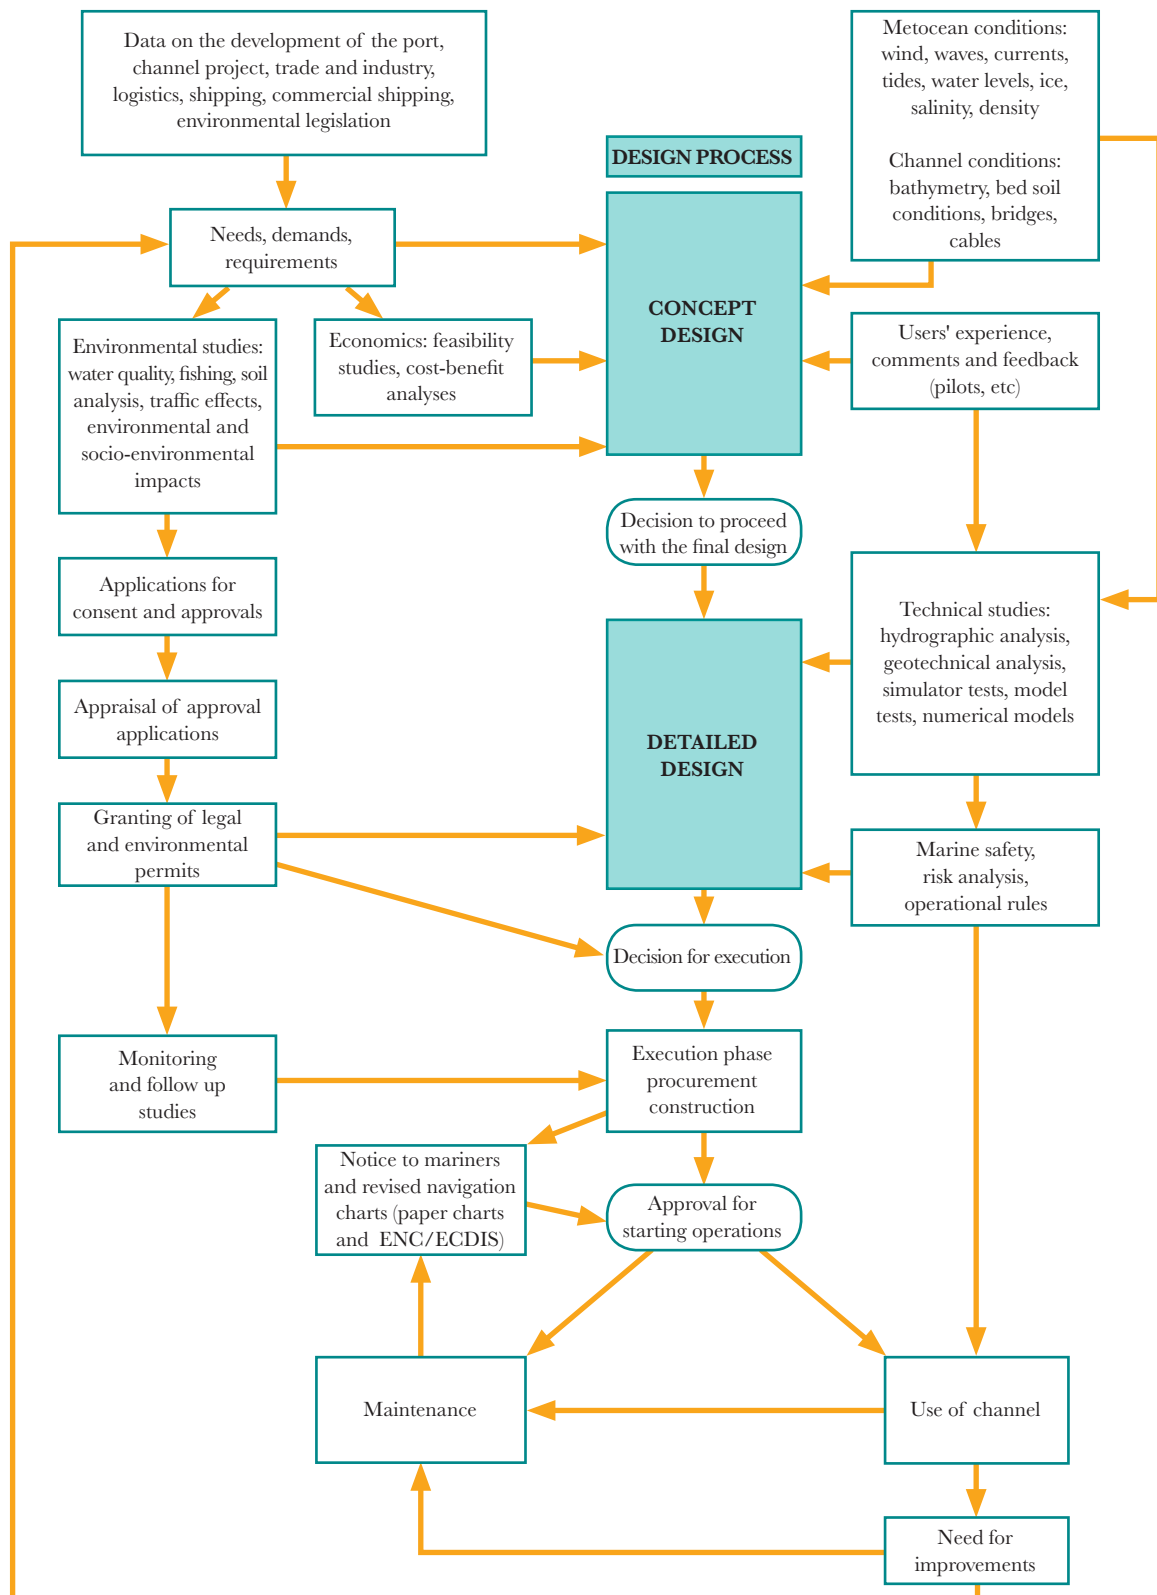 Data on the development of the port,
channel project, trade and industry,
logistics, shipping, commercial shipping,
environmental legislation
Metocean conditions:
wind, waves, currents,
tides, water levels, ice,
salinity, density
Channel conditions:
bathymetry, bed soil
conditions, bridges,
cables
DESIGN PROCESS
Needs, demands,
requirements
CONCEPT
DESIGN
Environmental studies:
water quality, fishing, soil
analysis, traffic effects,
environmental and
socio-environmental
impacts
Economics: feasibility
studies, cost-benefit
analyses
Users' experience,
comments and feedback
(pilots, etc)
Decision to proceed
with the final design
Applications for
consent and approvals
Technical studies:
hydrographic analysis,
geotechnical analysis,
simulator tests, model
tests, numerical models
Appraisal of approval
applications
DETAILED
DESIGN
Granting of legal
and environmental
permits
Marine safety,
risk analysis,
operational rules
Decision for execution
Monitoring
and follow up
studies
Execution phase
procurement
construction
Notice to mariners
and revised navigation
charts (paper charts
and ENC/ECDIS)
Approval for
starting operations
Maintenance
Use of channel
Need for
improvements